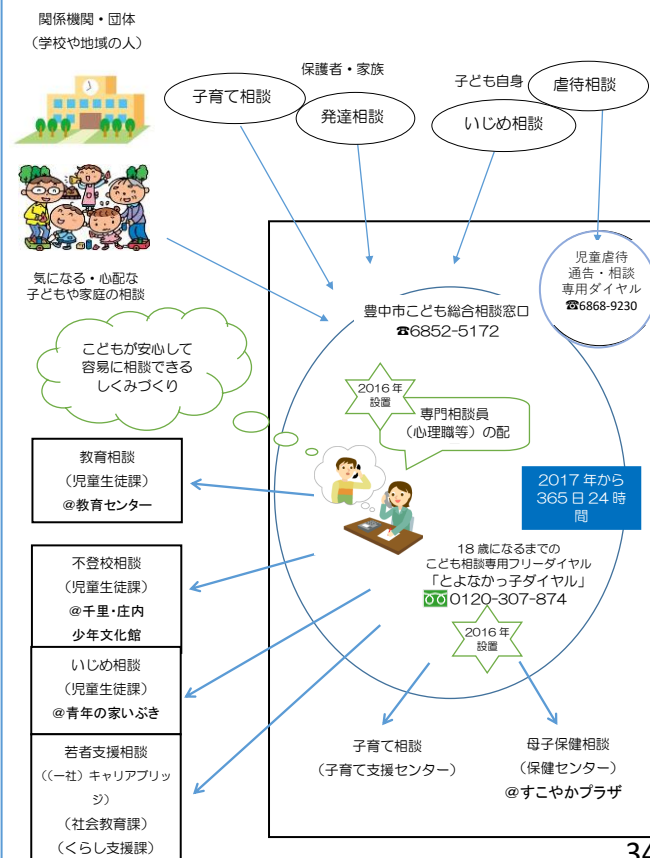 関係機関・団体
（学校や地域の人）
保護者・家族
子育て相談
発達相談
子ども自身
虐待相談
いじめ相談
気になる・心配な
子どもや家庭の相談
児童虐待
通告・相談
専用ダイヤル
☎6868-9230
豊中市こども総合相談窓口
☎6852-5172
こどもが安心して
容易に相談できる
しくみづくり
2016年
設置
専門相談員
（心理職等）の配
教育相談
（児童生徒課）
@教育センター
2017年から
365日24時
間
不登校相談
（児童生徒課）
@千里・庄内
少年文化館
18歳になるまでの
こども相談専用フリーダイヤル
「とよなかっ子ダイヤル」
0120-307-874
2016年
設置
いじめ相談
（児童生徒課）
@青年の家いぶき
若者支援相談
（(一社）キャリアブリッ
ジ）
（社会教育課）
（くらし支援課）
子育て相談
（子育て支援センター）
母子保健相談
（保健センター）
@すこやかプラザ
34